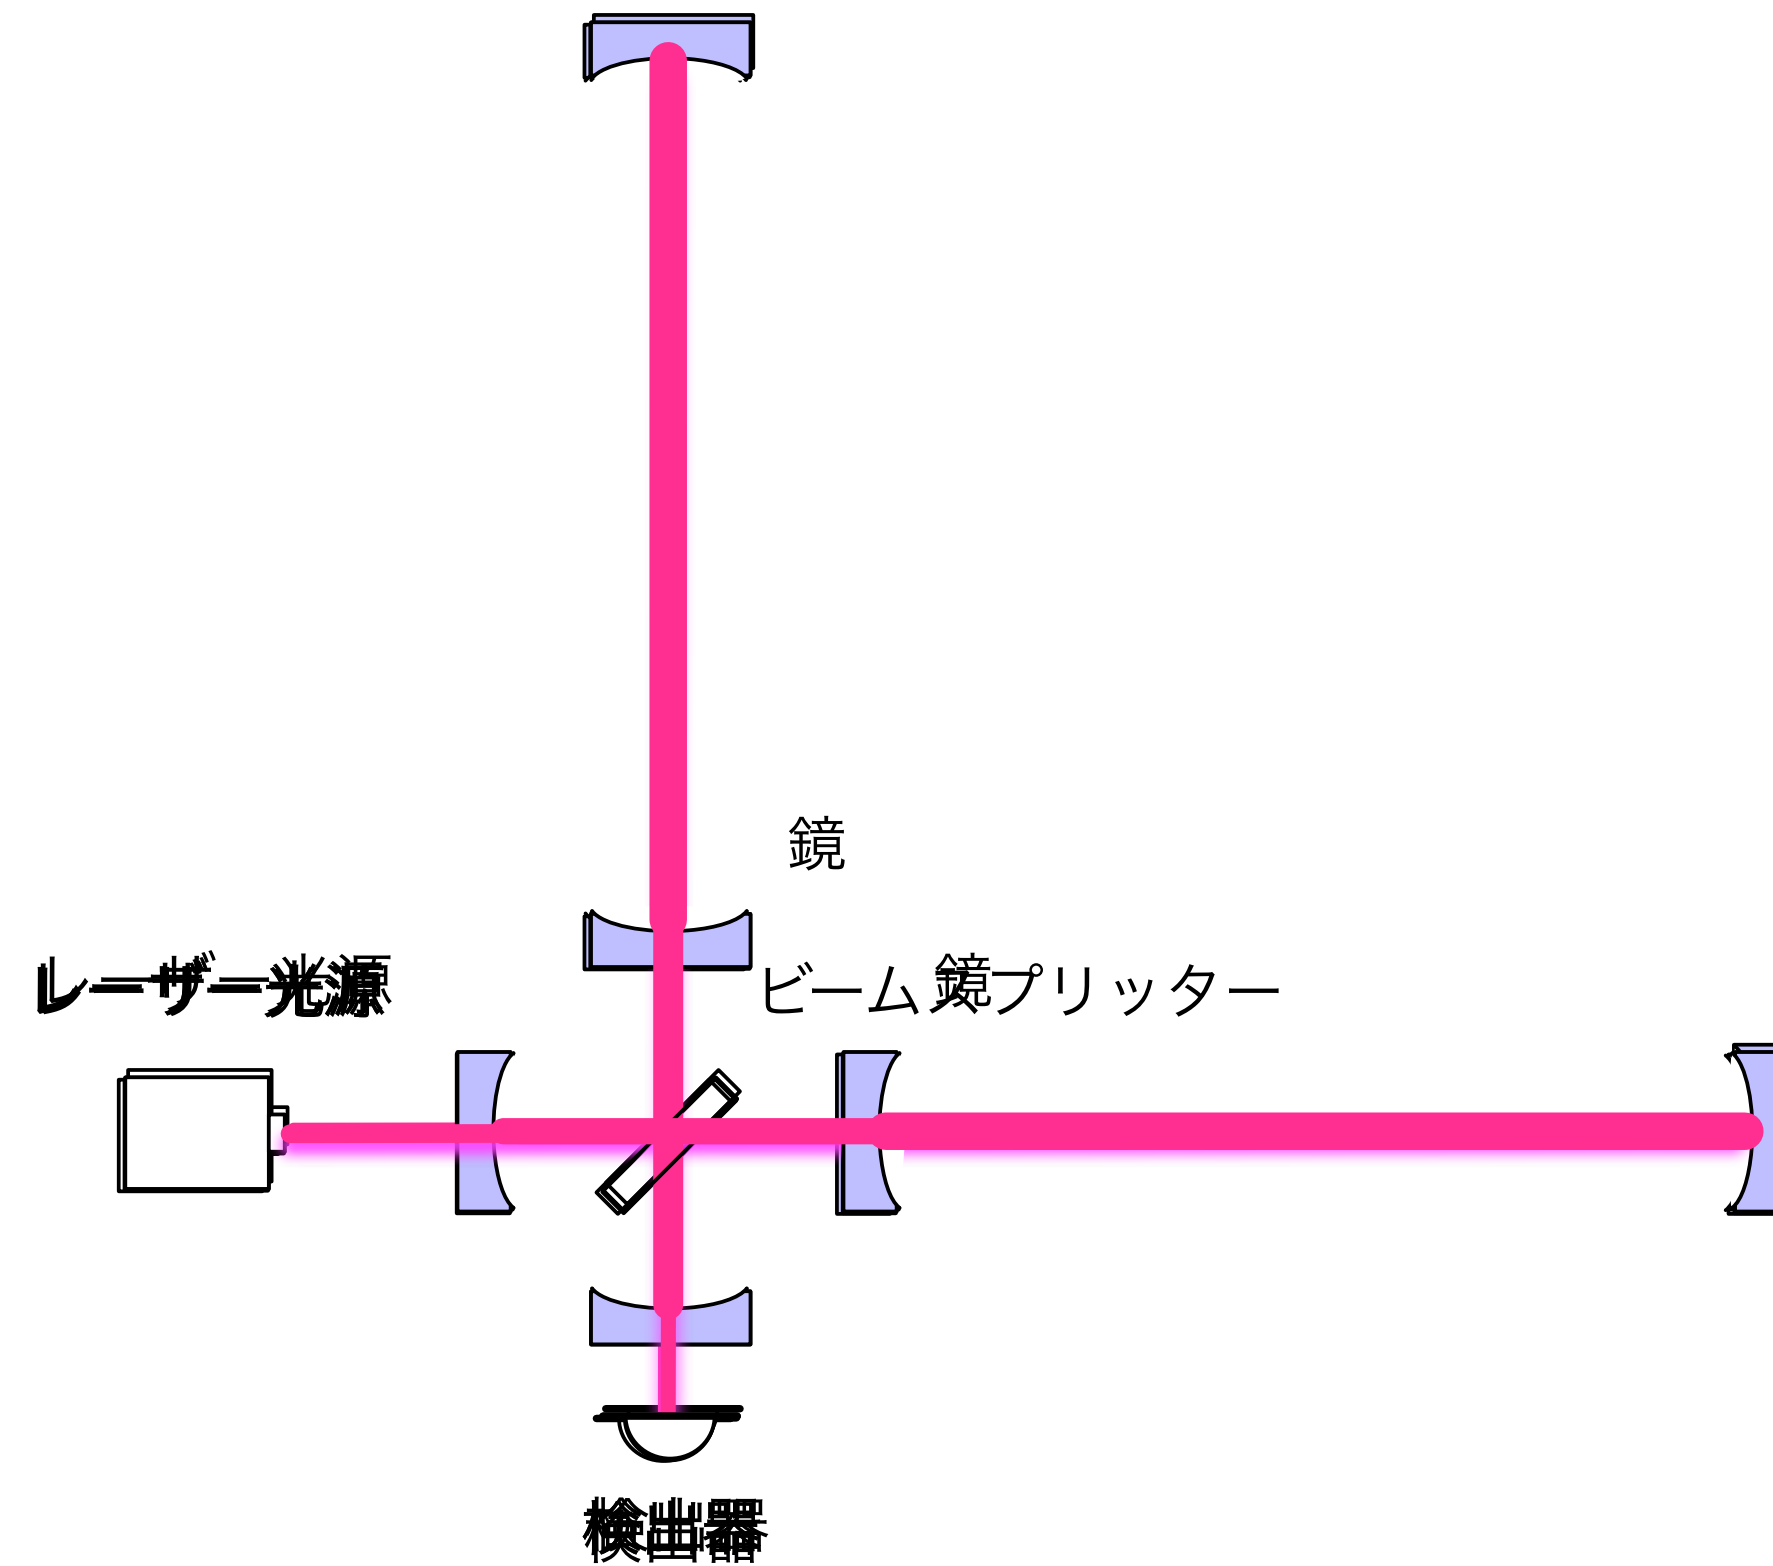 鏡
レーザー光源
ビームスプリッター
鏡
検出器